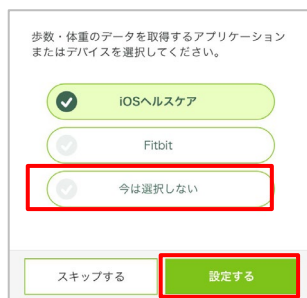 歩数・体重のデータを取得するアプリケーション
またはデバイスを選択してください。
iOSヘルスケア
Fitbit
今は選択しない
スキップする
設定する